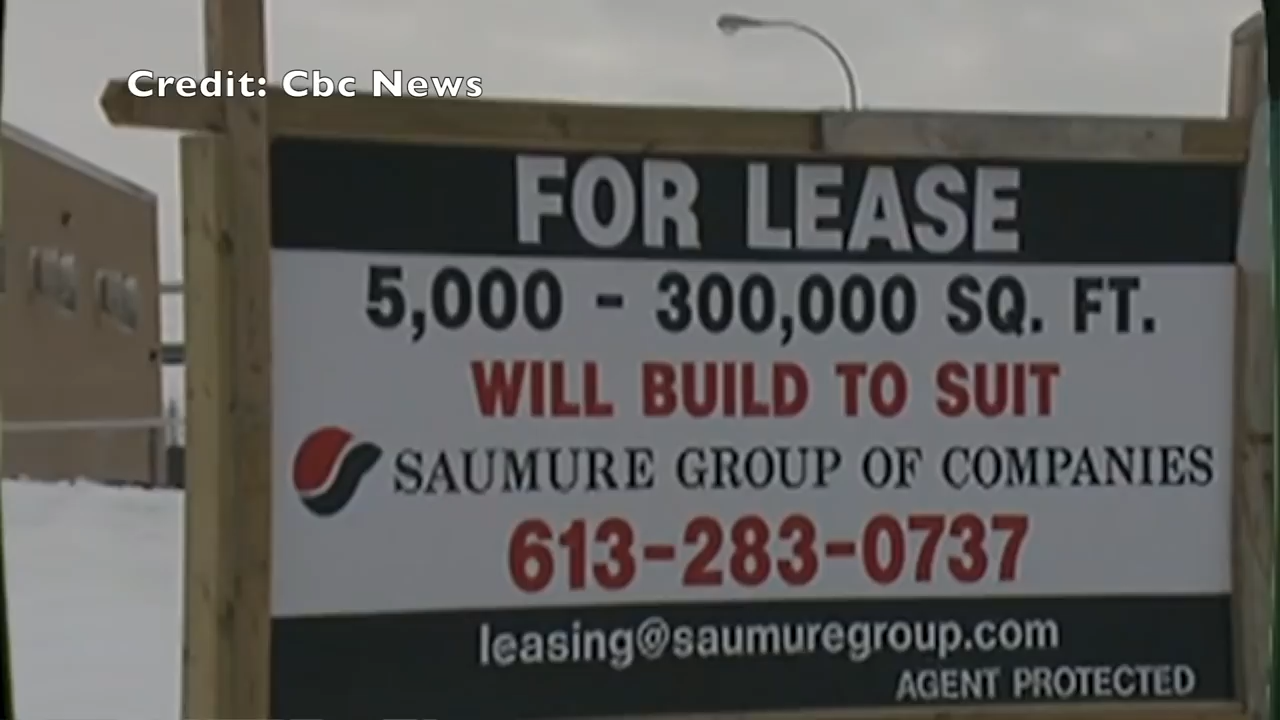 Credit: Cbc News
FOR LEASE
5,000 - 300,000 SQ. FT.
WILL BUILD TO SUIT
SAUMURE GROUP OF COMPANIES
613-283-0737
leasing@saumuregroup.com
AGENT PROTECTED